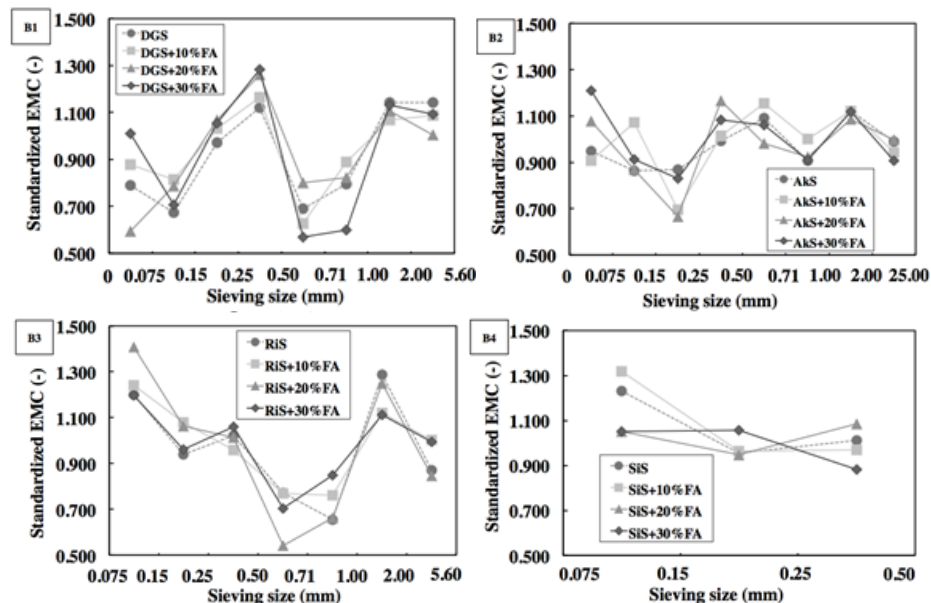 B1
Standardized EMC (-)
1.500
1.300
1.100
0.900
0.700
0.500
DGS
DGS+10%FA
DGS+20%FA
DGS+30%FA
0 0.075 0.15 0.25 0.50 0.71 1.00 2.00 5.60
Sieving size (mm)
B2
Standardized EMC (-)
1.500
1.300
1.100
0.900
0.700
0.500
AkS
AkS+10%FA
AkS+20%FA
AkS+30%FA
0 0.075 0.15 0.25 0.50 0.71 1.00 2.00 25.00
Sieving size (mm)
B3
Standardized EMC (-)
1.500
1.300
1.100
0.900
0.700
0.500
RiS
RiS+10%FA
RiS+20%FA
RiS+30%FA
0.075 0.15 0.25 0.50 0.71 1.00 2.00 5.60
Sieving size (mm)
B4
Standardized EMC (-)
1.500
1.300
1.100
0.900
0.700
0.500
SiS
SiS+10%FA
SiS+20%FA
SiS+30%FA
0.075 0.15 0.25 0.50
Sieving size (mm)